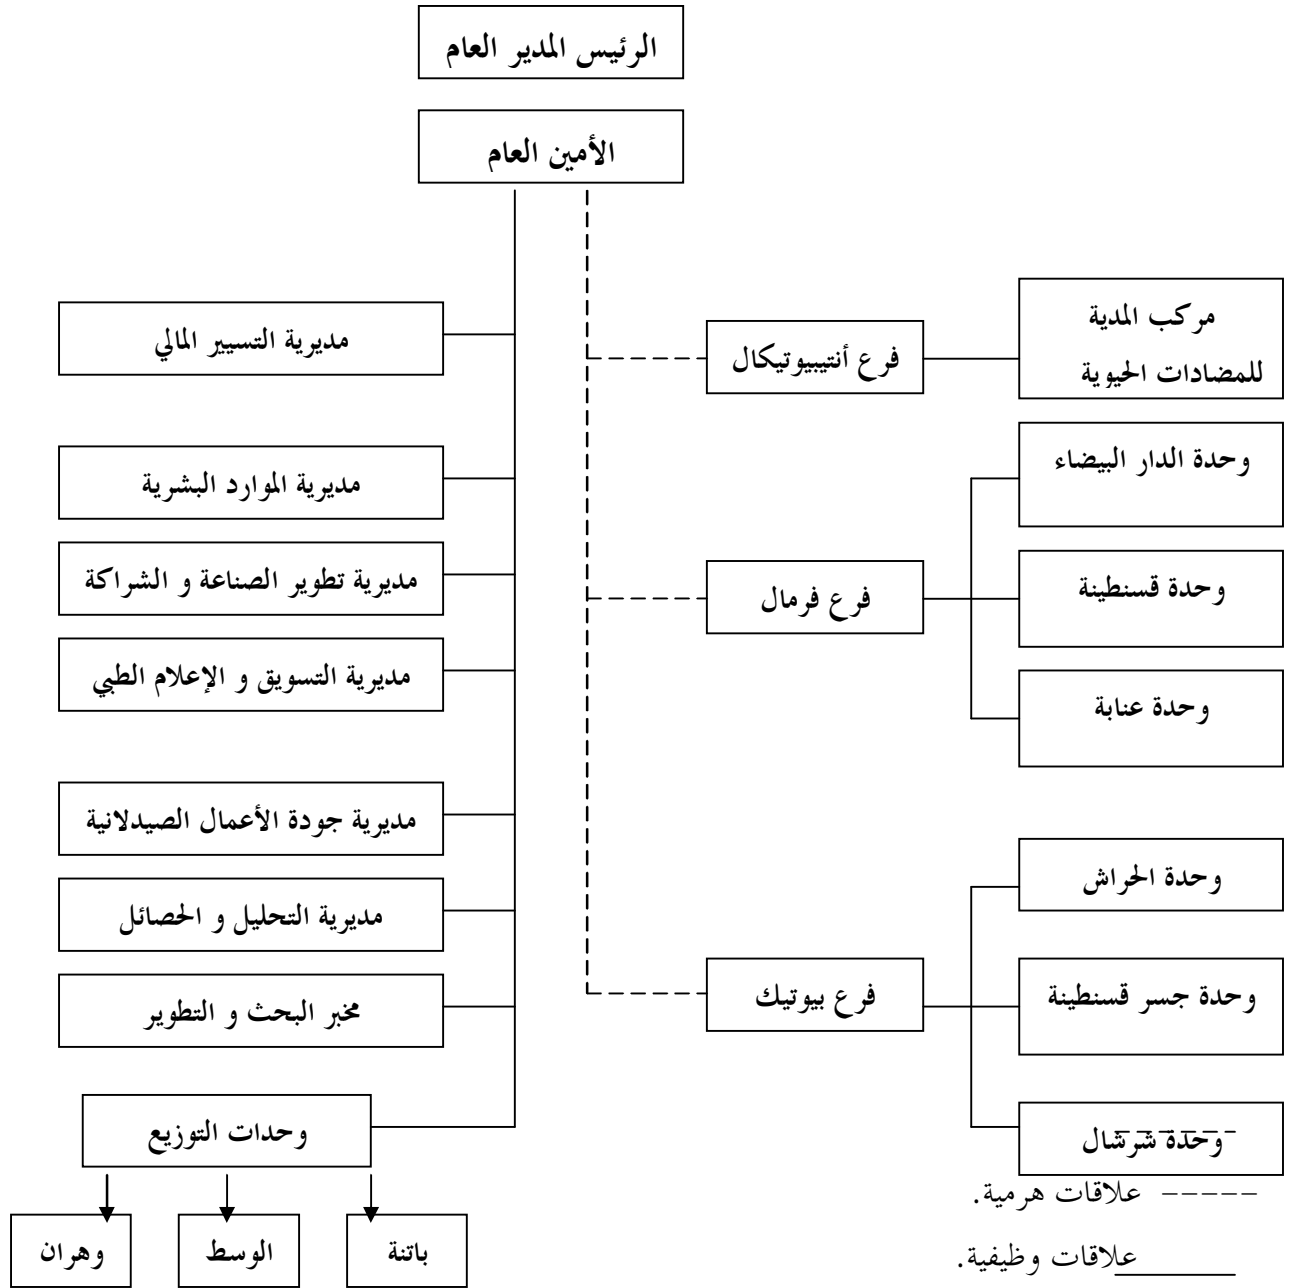 الرئيس المدير العام
الأمين العام
مركب المدية
للمضادات الحيوية
فرع أنتيبيوتيكال
مديرية التسيير المالي
وحدة الدار البيضاء
مديرية الموارد البشرية
وحدة قسنطينة
فرع فرمال
مديرية تطوير الصناعة و الشراكة
وحدة عنابة
مديرية التسويق و الإعلام الطبي
مديرية جودة الأعمال الصيدلانية
وحدة الحراش
مديرية التحليل و الحصائل
وحدة جسر قسنطينة
فرع بيوتيك
مخبر البحث و التطوير
وحدة شرشال
وحدات التوزيع
علاقات هرمية.
باتنة
الوسط
وهران
علاقات وظيفية.